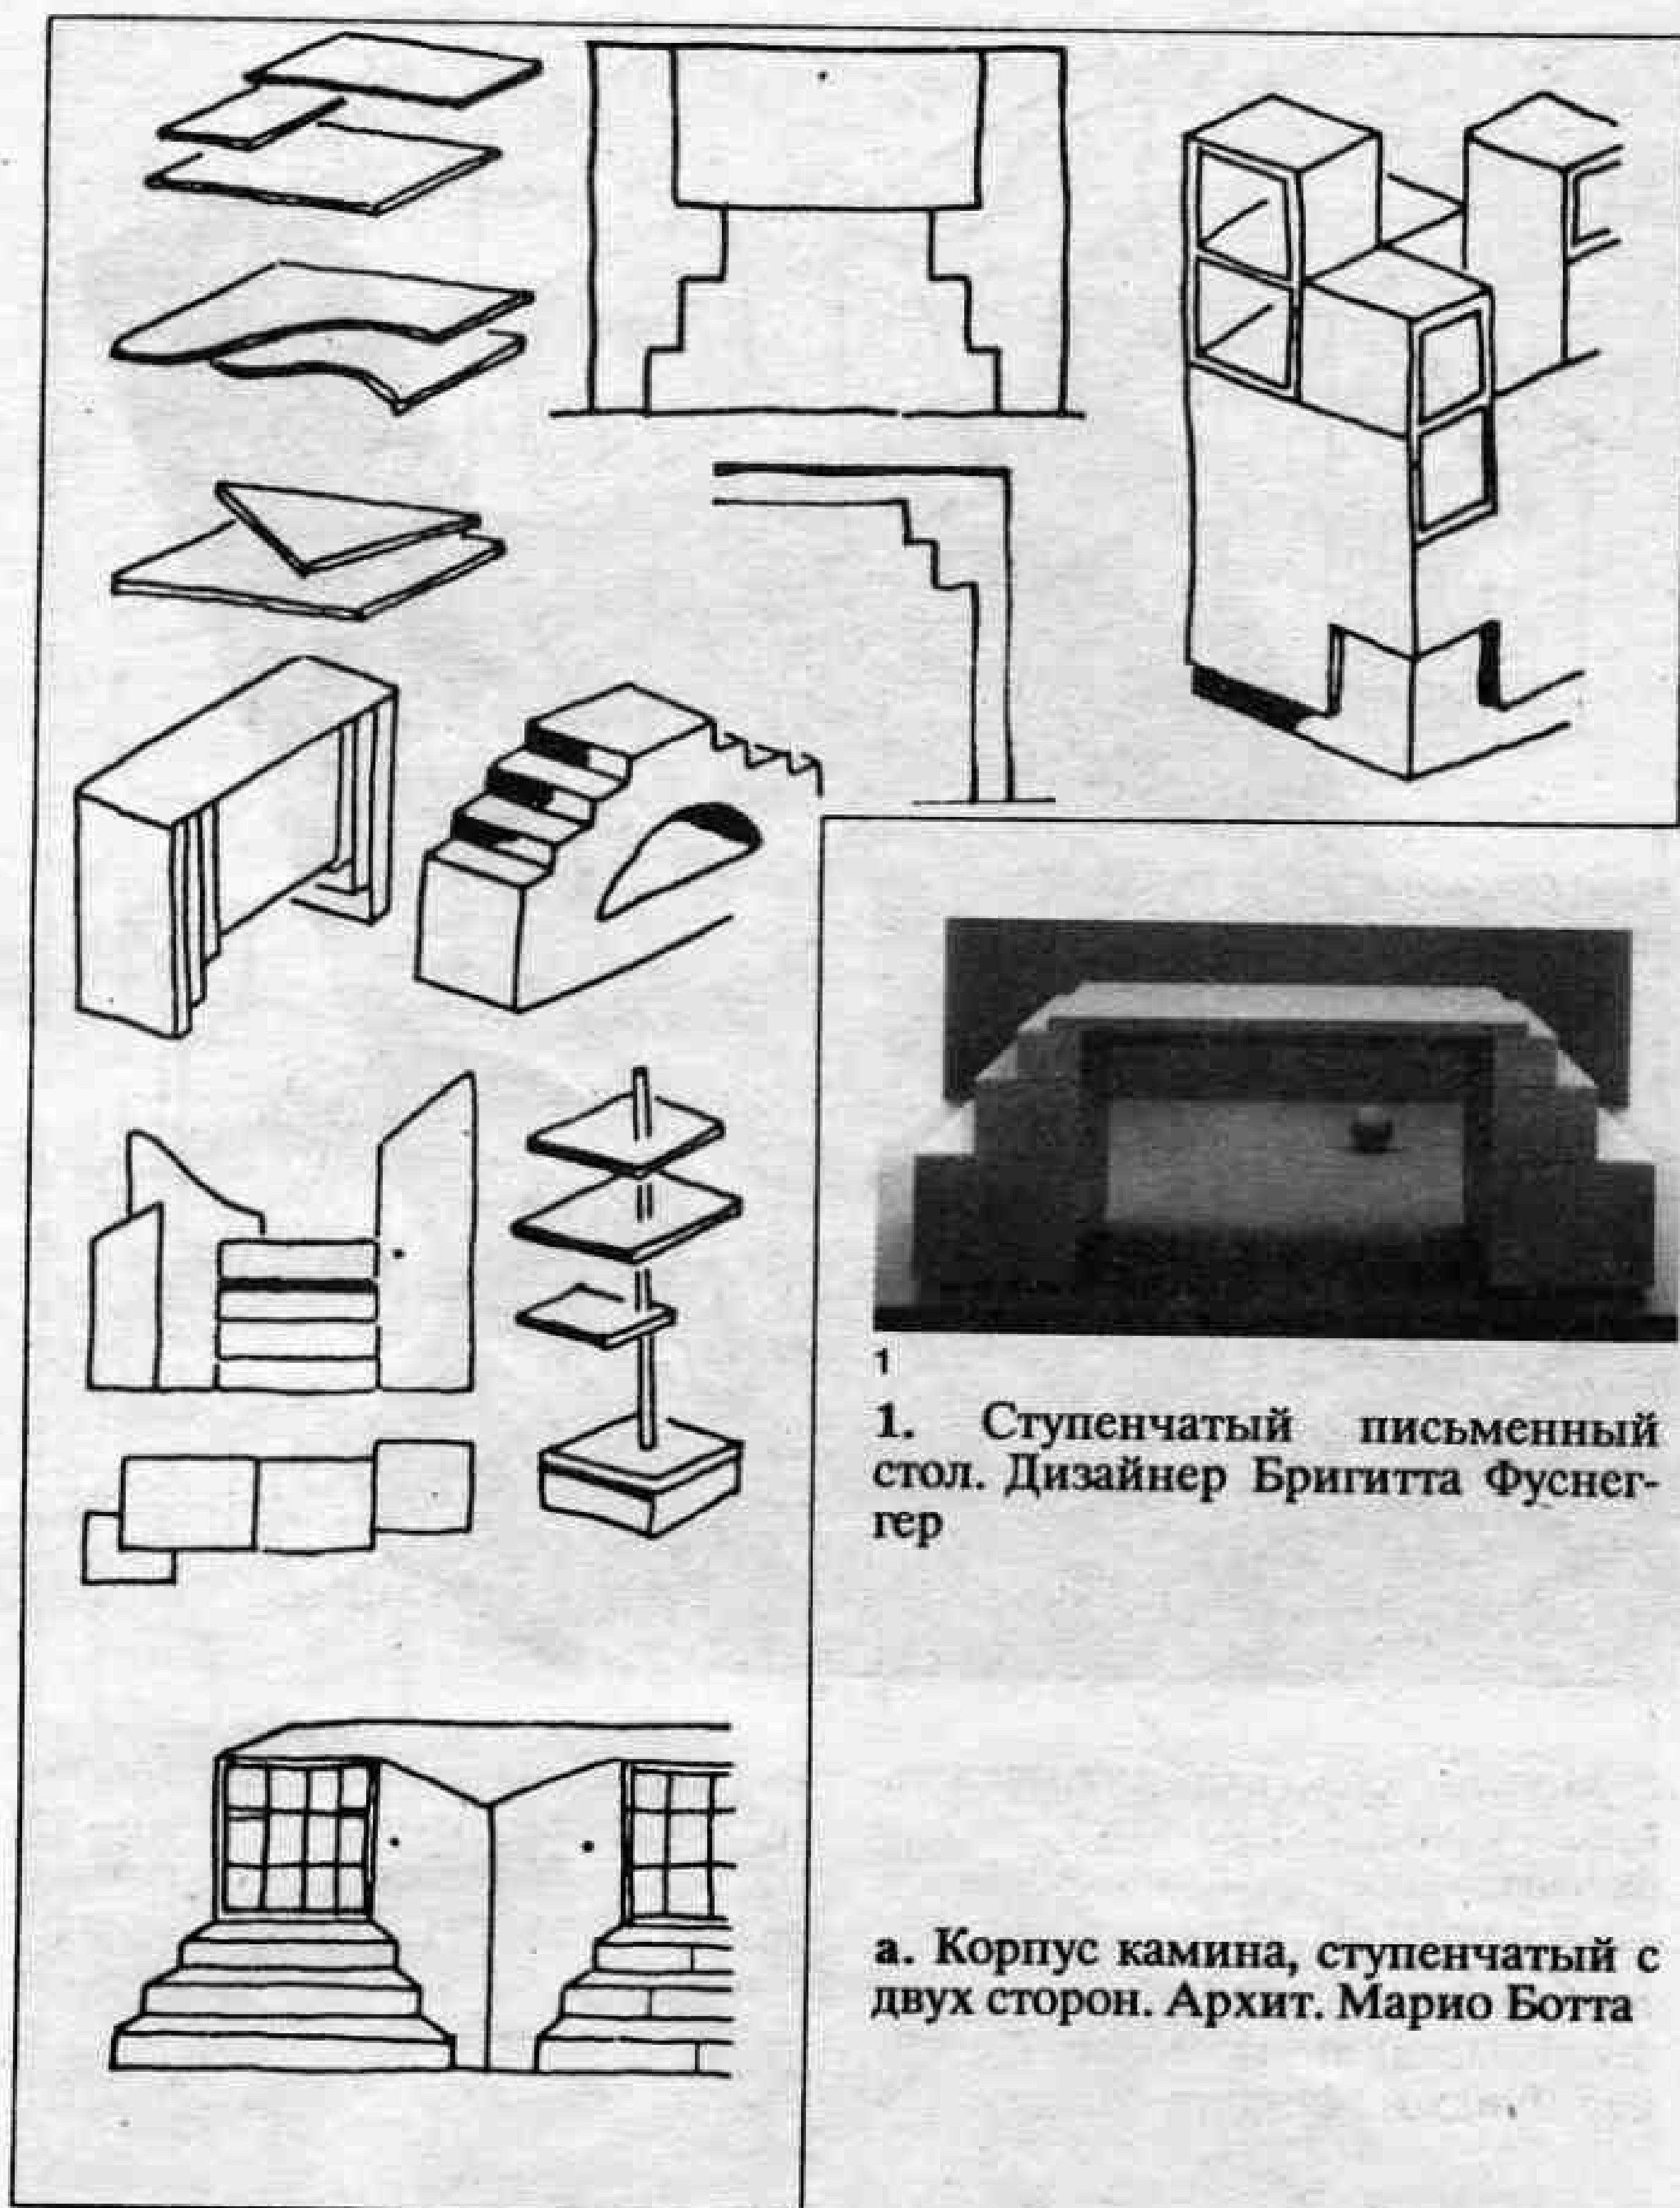 1
1. Ступенчатый письменный
стол. Дизайнер Бригитта Фуснег-
гер
а. Корпус камина, ступенчатый с
двух сторон. Архит. Марио Ботта